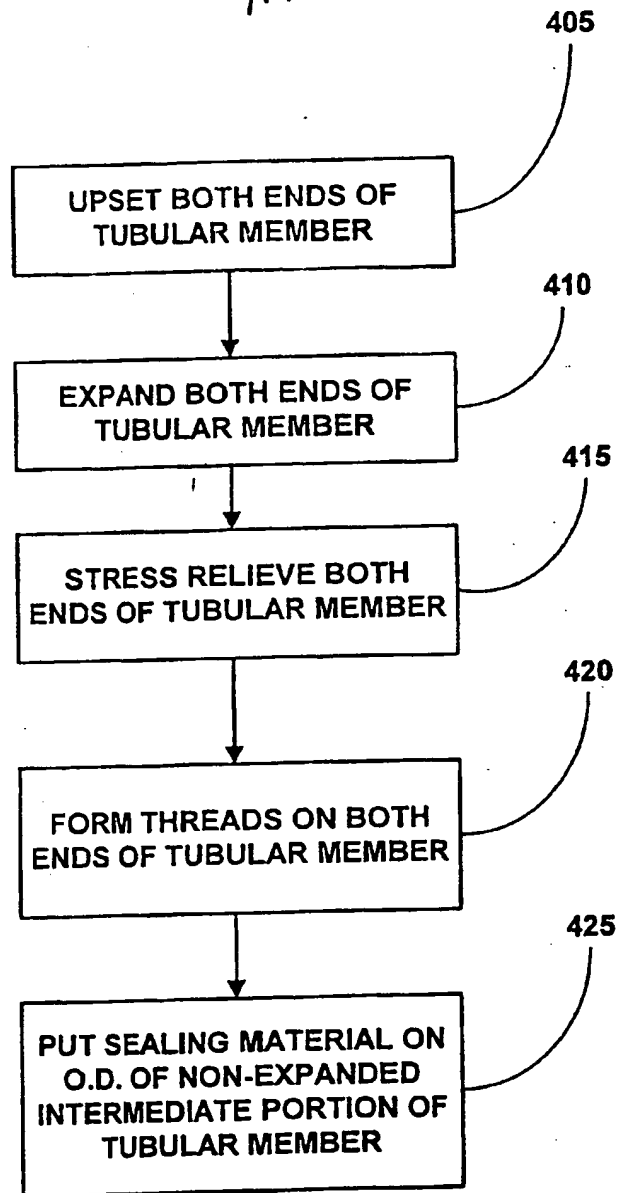 405
UPSET BOTH ENDS OF
TUBULAR MEMBER
410
EXPAND BOTH ENDS OF
TUBULAR MEMBER
415
STRESS RELIEVE BOTH
ENDS OF TUBULAR MEMBER
420
FORM THREADS ON BOTH
ENDS OF TUBULAR MEMBER
425
PUT SEALING MATERIAL ON
O.D. OF NON-EXPANDED
INTERMEDIATE PORTION OF
TUBULAR MEMBER